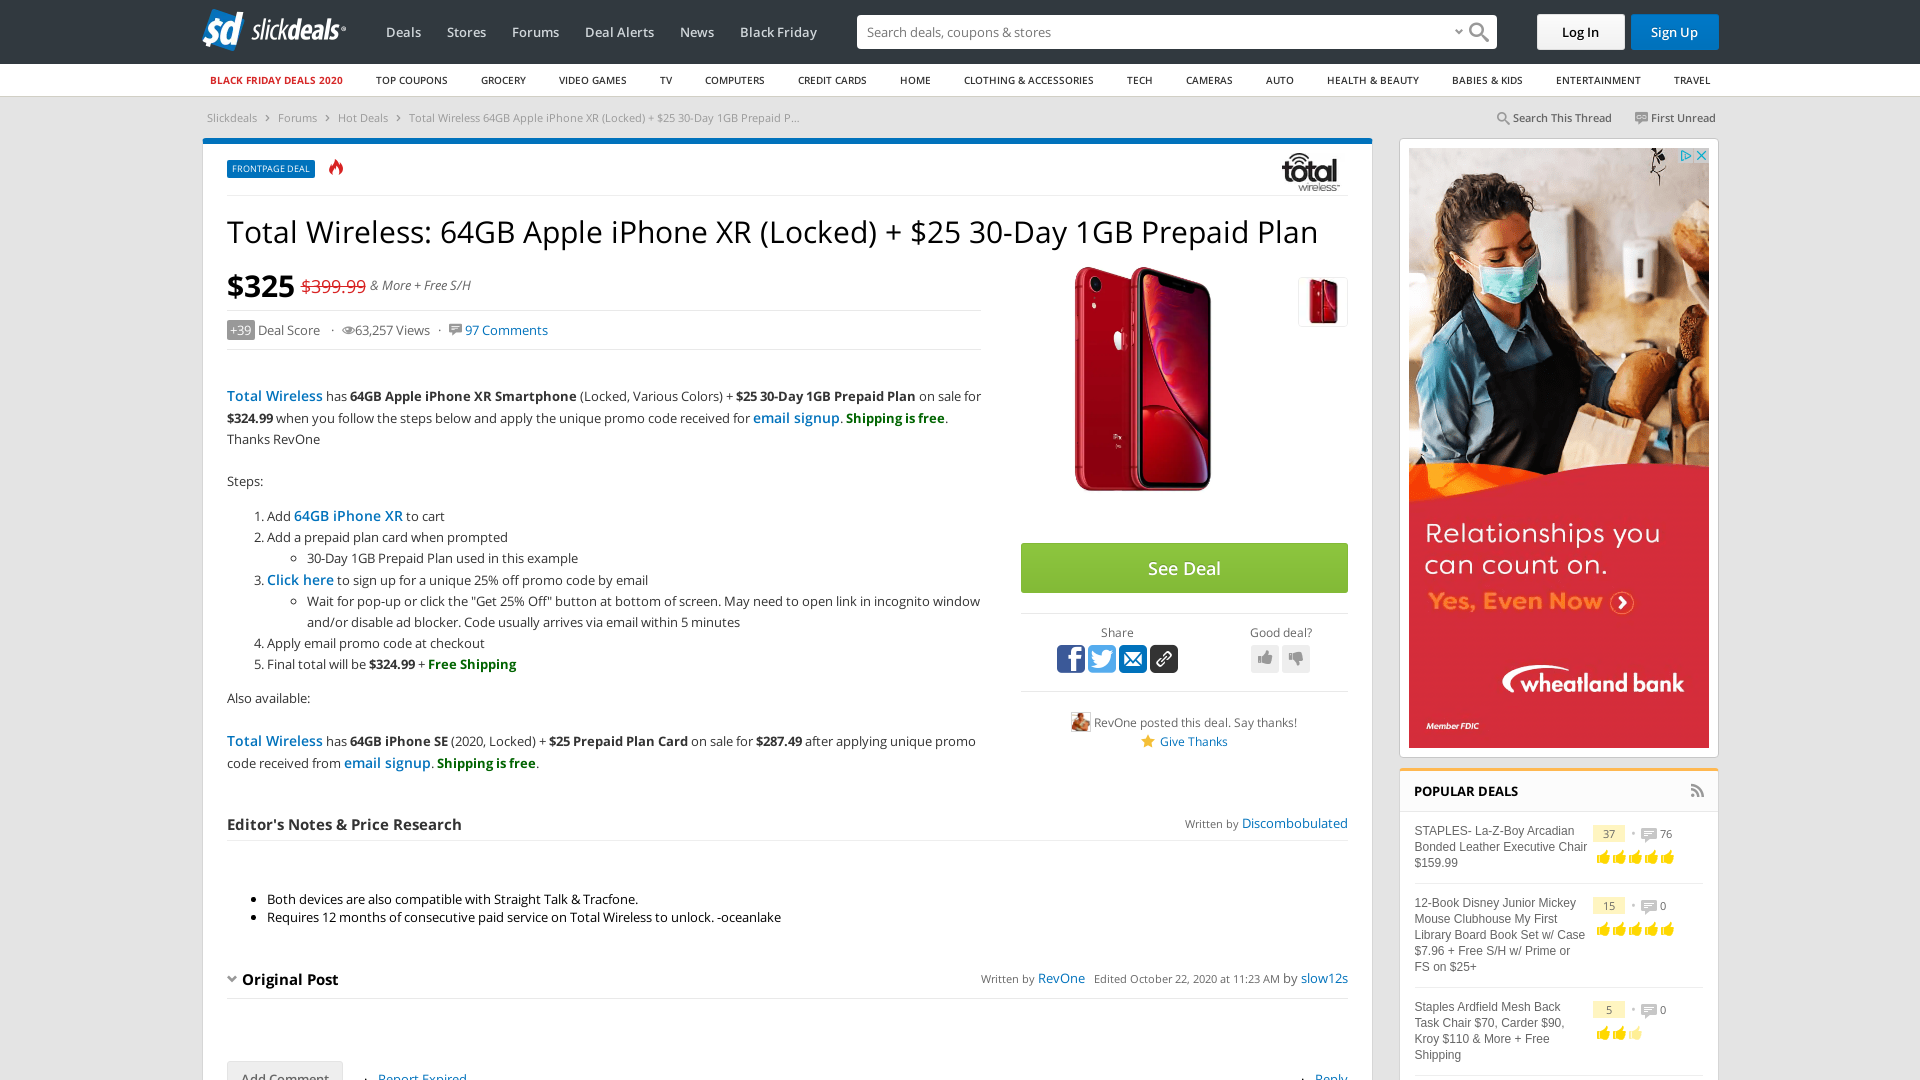 slickdeals
Deals Stores Forums Deal Alerts News Black Friday
Search deals, coupons & stores
Log In
Sign Up
BLACK FRIDAY DEALS 2020 TOP COUPONS GROCERY VIDEO GAMES TV COMPUTERS CREDIT CARDS HOME CLOTHING & ACCESSORIES TECH CAMERAS AUTO HEALTH & BEAUTY BABIES & KIDS ENTERTAINMENT TRAVEL
Slickdeals › Forums › Hot Deals › Total Wireless 64GB Apple iPhone XR (Locked) + $25 30-Day 1GB Prepaid P...
Search This Thread First Unread
FRONTPAGE DEAL
total wireless
Total Wireless: 64GB Apple iPhone XR (Locked) + $25 30-Day 1GB Prepaid Plan
$325 $399.99 & More + Free S/H
+39 Deal Score · 63,257 Views · 97 Comments
Total Wireless has 64GB Apple iPhone XR Smartphone (Locked, Various Colors) + $25 30-Day 1GB Prepaid Plan on sale for
$324.99 when you follow the steps below and apply the unique promo code received for email signup. Shipping is free.
Thanks RevOne
Steps:
1. Add 64GB iPhone XR to cart
2. Add a prepaid plan card when prompted
30-Day 1GB Prepaid Plan used in this example
3. Click here to sign up for a unique 25% off promo code by email
Wait for pop-up or click the "Get 25% Off" button at bottom of screen. May need to open link in incognito window
and/or disable ad blocker. Code usually arrives via email within 5 minutes
4. Apply email promo code at checkout
5. Final total will be $324.99 + Free Shipping
Also available:
Total Wireless has 64GB iPhone SE (2020, Locked) + $25 Prepaid Plan Card on sale for $287.49 after applying unique promo
code received from email signup. Shipping is free.
See Deal
Share
Good deal?
RevOne posted this deal. Say thanks!
Give Thanks
Editor's Notes & Price Research
Written by Discombobulated
Both devices are also compatible with Straight Talk & Tracfone.
Requires 12 months of consecutive paid service on Total Wireless to unlock. -oceanlake
Original Post
Written by RevOne Edited October 22, 2020 at 11:23 AM by slow12s
Add Comment
Report Expired
Reply
Relationships you
can count on.
Yes, Even Now
wheatland bank
Member FDIC
POPULAR DEALS
STAPLES- La-Z-Boy Arcadian
Bonded Leather Executive Chair
$159.99
37 • 76
12-Book Disney Junior Mickey
Mouse Clubhouse My First
Library Board Book Set w/ Case
$7.96 + Free S/H w/ Prime or
FS on $25+
15 • 0
Staples Ardfield Mesh Back
Task Chair $70, Carder $90,
Kroy $110 & More + Free
Shipping
5 • 0